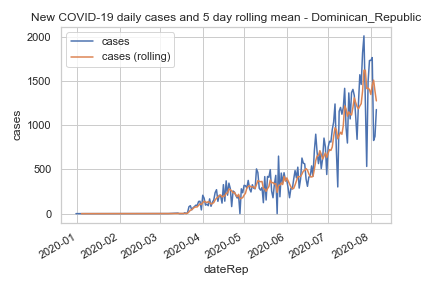 New COVID-19 daily cases and 5 day rolling mean - Dominican_Republic
cases
cases (rolling)
2000
1500
1000
500
0
cases
2020-01
2020-02
2020-03
2020-04
2020-05
2020-06
2020-07
2020-08
dateRep